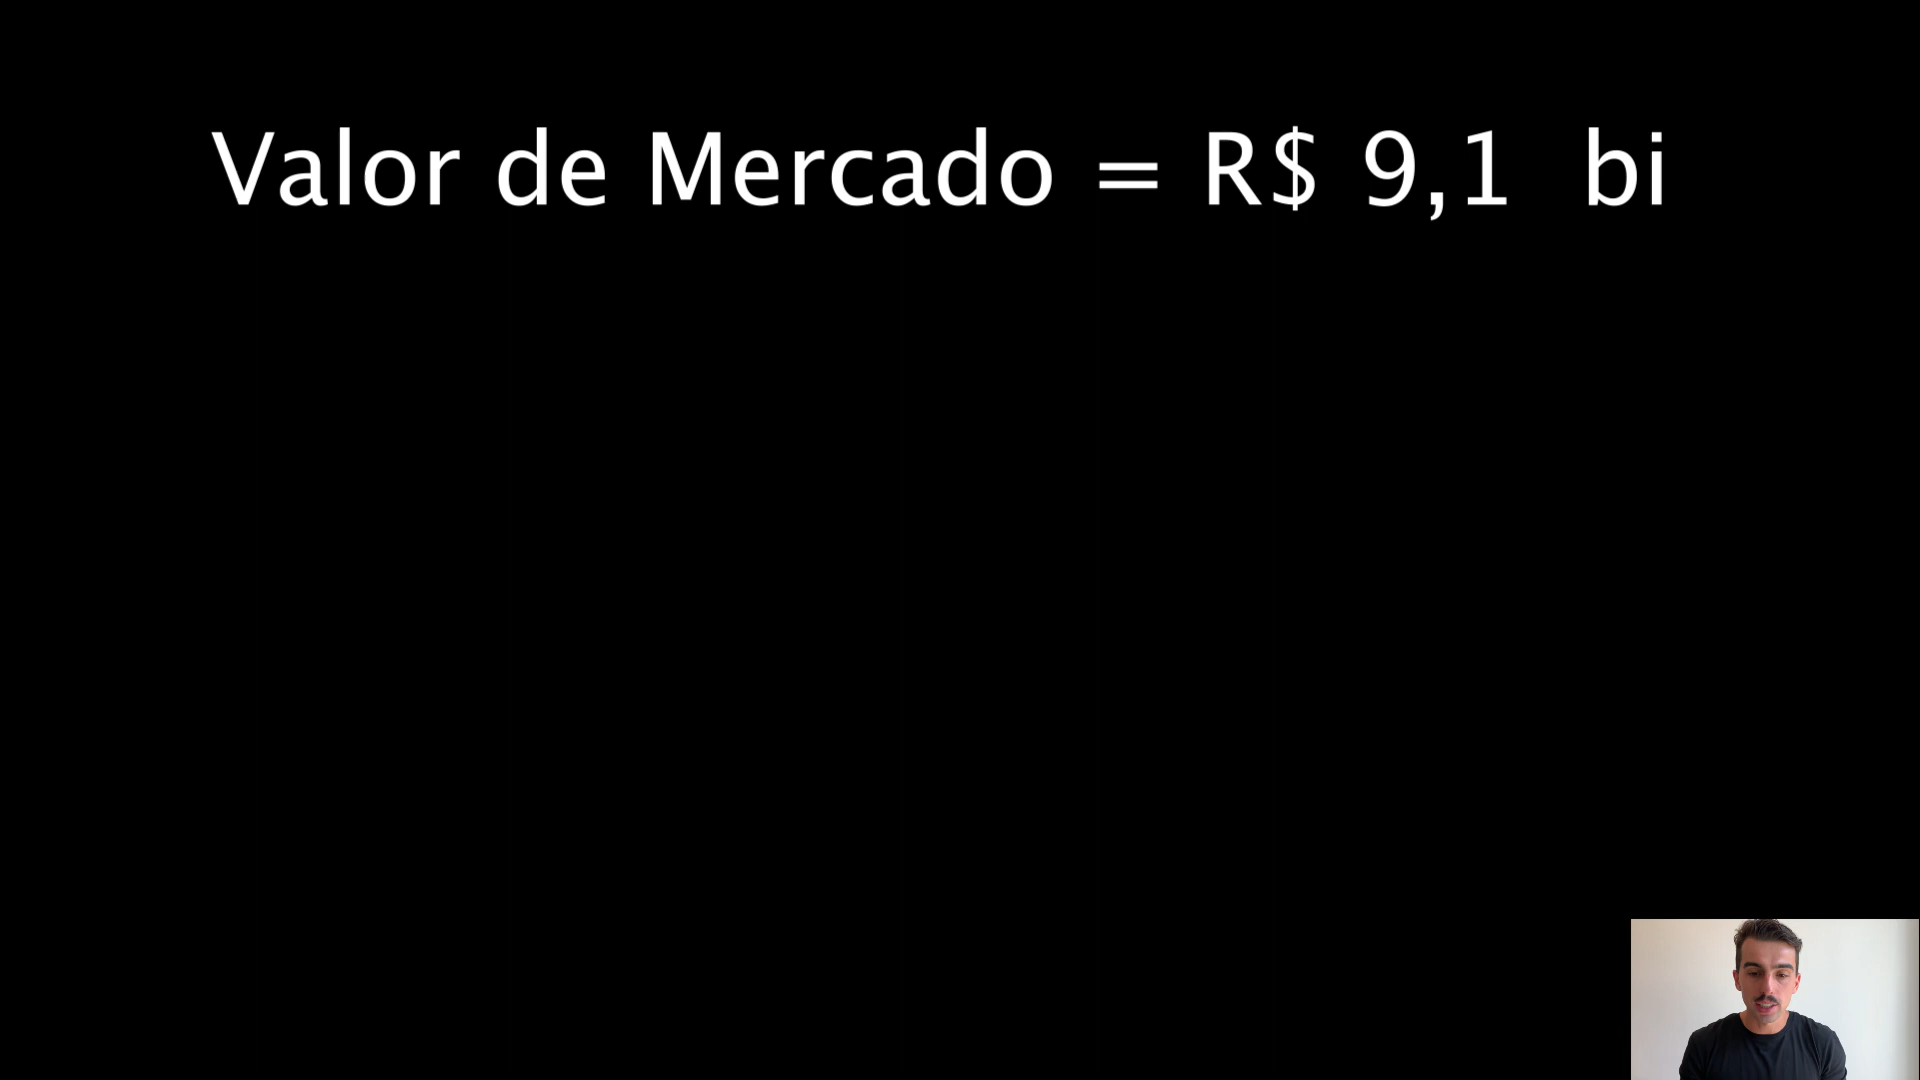 Valor de Mercado = R$ 9,1 bi